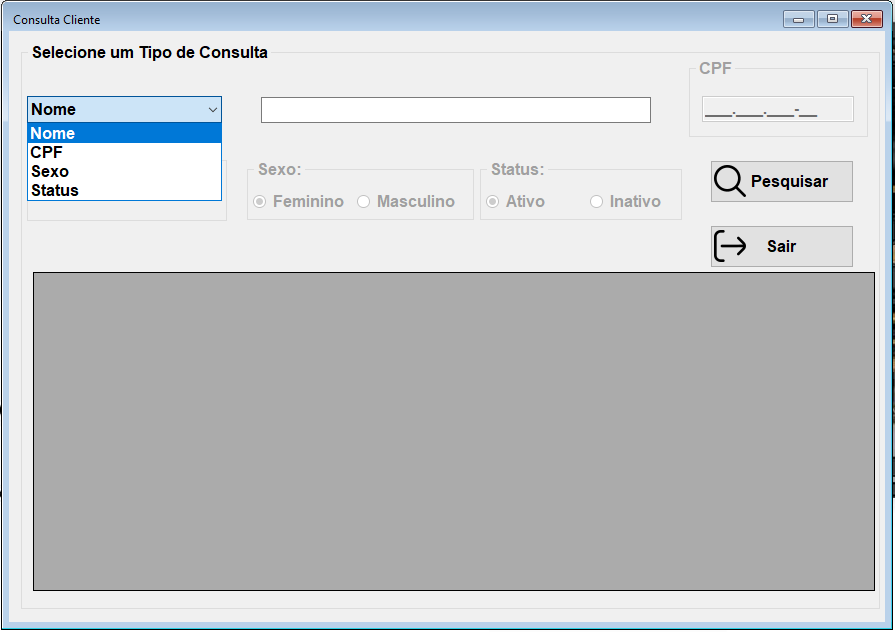 Consulta Cliente
Selecione um Tipo de Consulta
CPF
Nome
___.___.___-__
Nome
CPF
Sexo
Status
Sexo:
Feminino Masculino
Status:
Ativo Inativo
Pesquisar
Sair